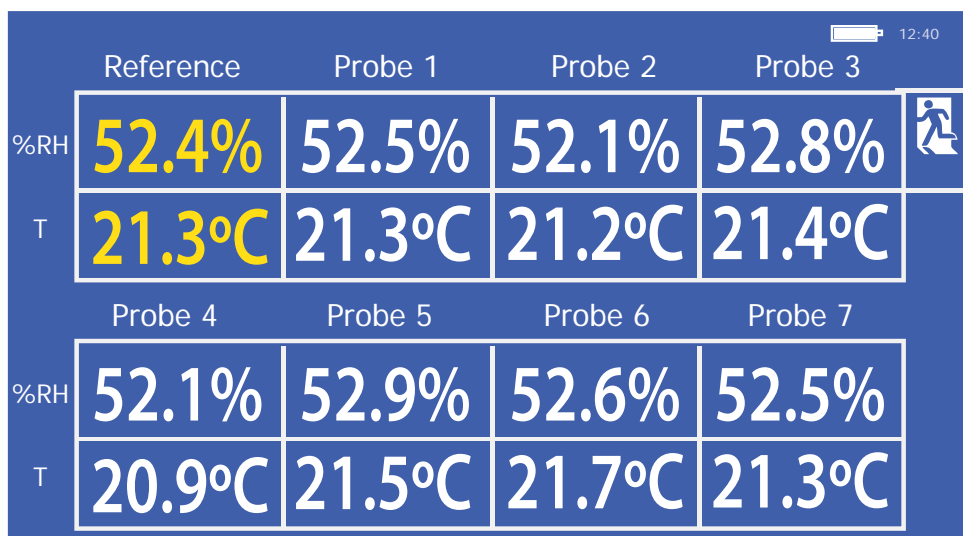 12:40
Reference Probe 1 Probe 2 Probe 3
%RH 52.4% 52.5% 52.1% 52.8%
T 21.3ºC 21.3ºC 21.2ºC 21.4ºC
Probe 4 Probe 5 Probe 6 Probe 7
%RH 52.1% 52.9% 52.6% 52.5%
T 20.9ºC 21.5ºC 21.7ºC 21.3ºC